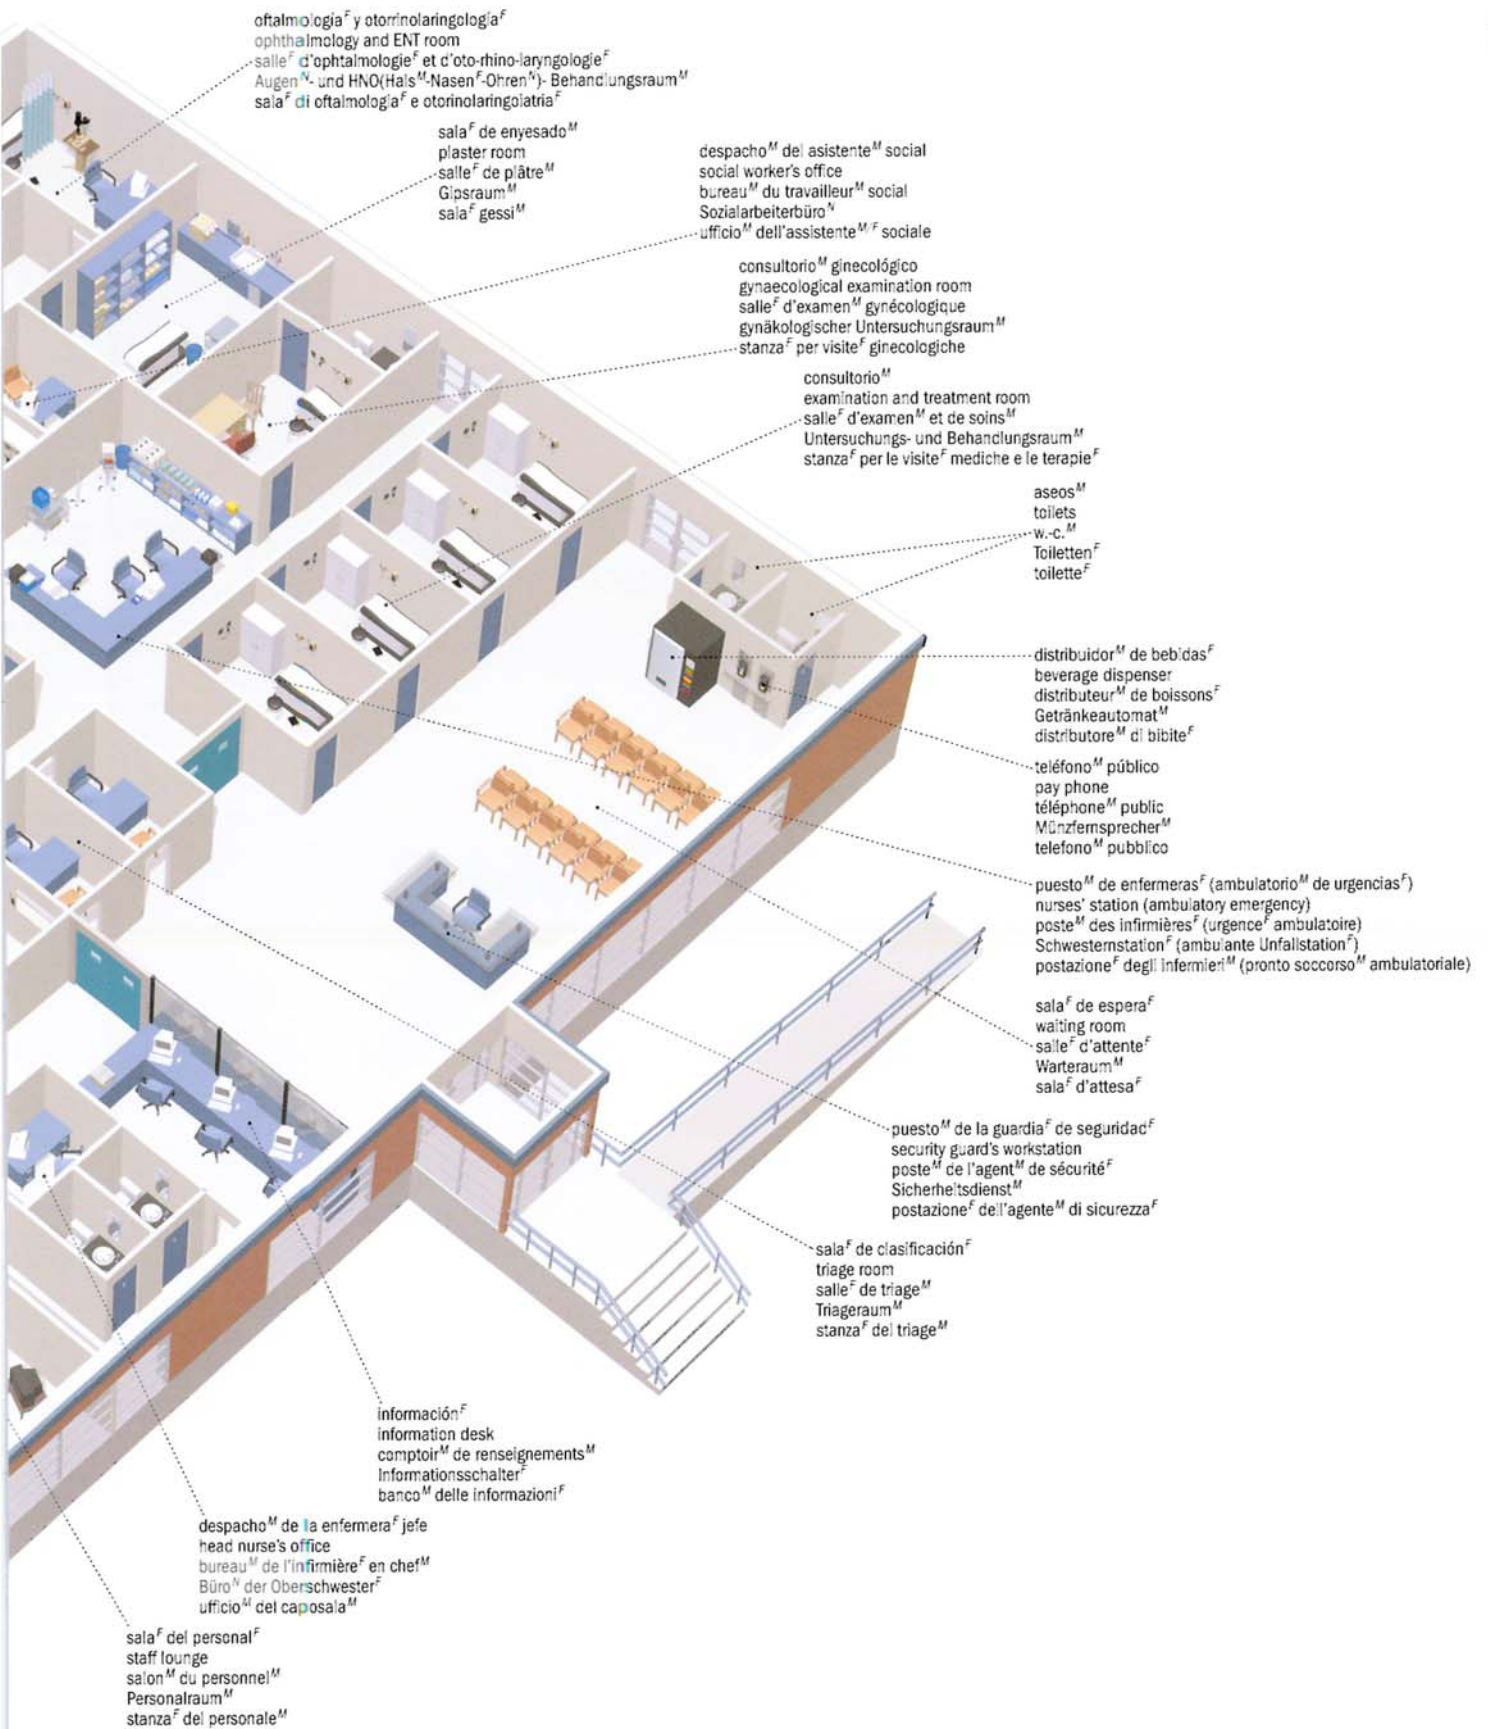 oftalmología^F y otorrinolaringología^F
ophthalmology and ENT room
salle^F d'ophtalmologie^F et d'oto-rhino-laryngologie^F
Augen^N- und HNO(Hals^M-Nasen^F-Ohren^N)- Behandlungsraum^M
sala^F di oftalmologia^F e otorinolaringoiatria^F
sala^F de enyesado^M
plaster room
salle^F de plâtre^M
Gipsraum^M
sala^F gessi^M
despacho^M del asistente^M social
social worker's office
bureau^M du travailleur^M social
Sozialarbeiterbüro^N
ufficio^M dell'assistente^M/F sociale
consultorio^M ginecológico
gynaecological examination room
salle^F d'examen^M gynécologique
gynäkologischer Untersuchungsraum^M
stanza^F per visite^F ginecologiche
consultorio^M
examination and treatment room
salle^F d'examen^M et de soins^M
Untersuchungs- und Behandlungsraum^M
stanza^F per le visite^F mediche e le terapie^F
aseos^M
toilets
w.-c.^M
Toiletten^F
toilette^F
distribuidor^M de bebidas^F
beverage dispenser
distributeur^M de boissons^F
Getränkeautomat^M
distributore^M di bibite^F
teléfono^M público
pay phone
téléphone^M public
Münzfernsprecher^M
telefono^M pubblico
puesto^M de enfermeras^F (ambulatorio^M de urgencias^F)
nurses' station (ambulatory emergency)
poste^M des infirmières^F (urgence^F ambulatoire)
Schwesternstation^F (ambulante Unfallstation^F)
postazione^F degli infermieri^M (pronto soccorso^M ambulatoriale)
sala^F de espera^F
waiting room
salle^F d'attente^F
Warteraum^M
sala^F d'attesa^F
puesto^M de la guardia^F de seguridad^F
security guard's workstation
poste^M de l'agent^M de sécurité^F
Sicherheitsdienst^M
postazione^F dell'agente^M di sicurezza^F
sala^F de clasificación^F
triage room
salle^F de triage^M
Triageraum^M
stanza^F del triage^M
información^F
information desk
comptoir^M de renseignements^M
Informationsschalter^F
banco^M delle informazioni^F
despacho^M de la enfermera^F jefe
head nurse's office
bureau^M de l'infirmière^F en chef^M
Büro^N der Oberschwester^F
ufficio^M del caposala^M
sala^F del personal^F
staff lounge
salon^M du personnel^M
Personalraum^M
stanza^F del personale^M